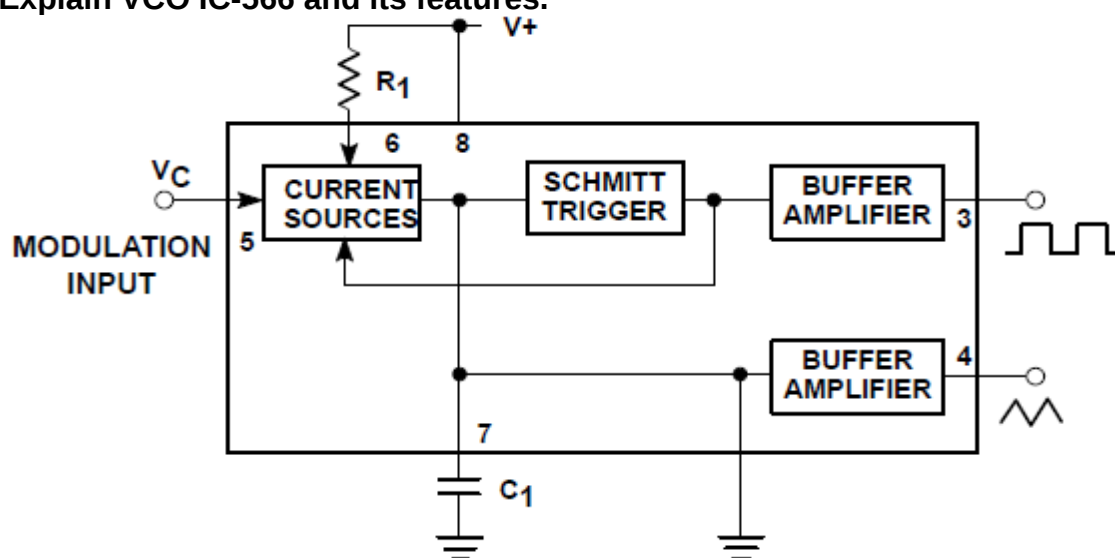 Explain VCO IC-566 and its features.
V+
R1
6
8
VC
CURRENT
SOURCES
SCHMITT
TRIGGER
BUFFER
AMPLIFIER
3
5
MODULATION
INPUT
BUFFER
AMPLIFIER
4
7
C1